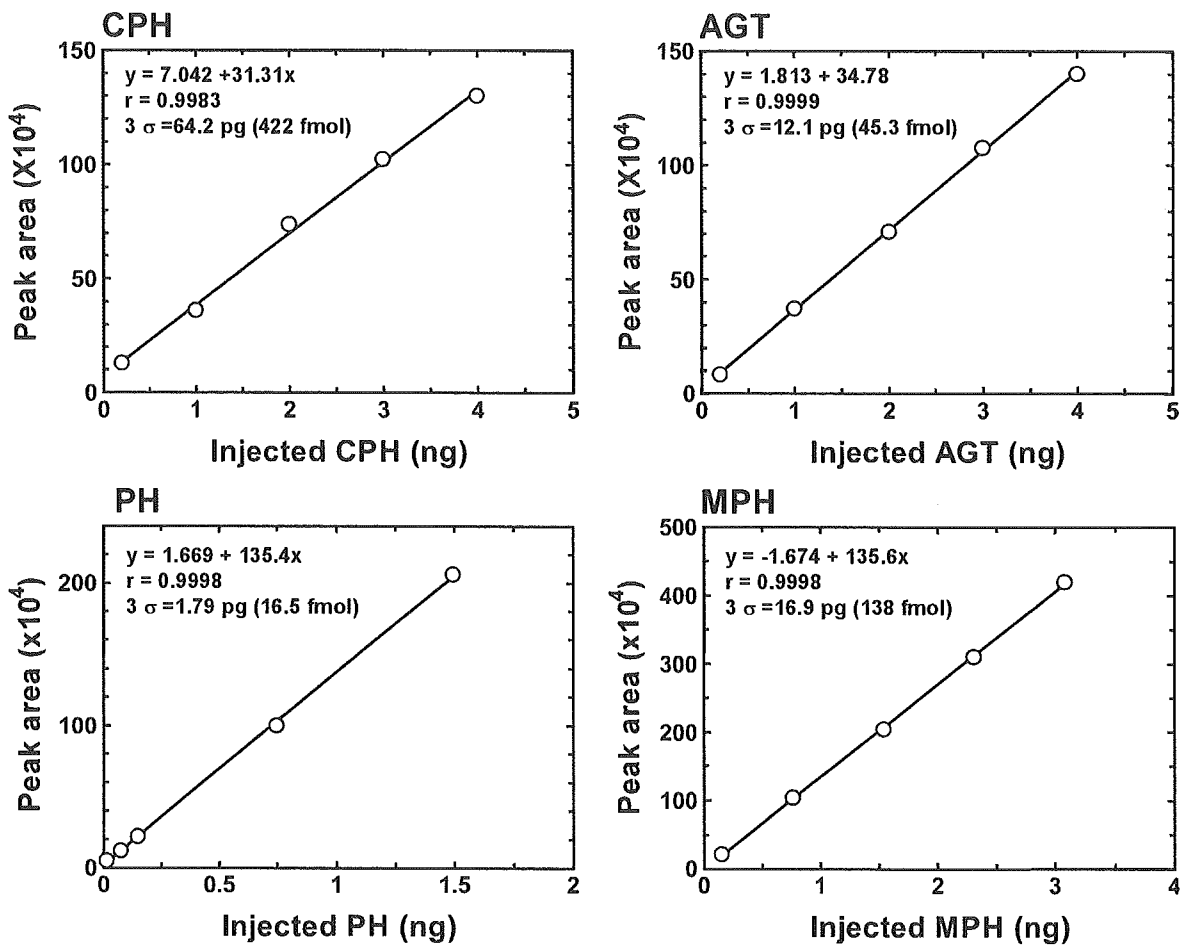 CPH
y = 7.042 +31.31x
r = 0.9983
3 σ =64.2 pg (422 fmol)
Peak area (X10⁴)
150
100
50
0
0 1 2 3 4 5
Injected CPH (ng)
AGT
y = 1.813 + 34.78
r = 0.9999
3 σ =12.1 pg (45.3 fmol)
Peak area (X10⁴)
150
100
50
0
0 1 2 3 4 5
Injected AGT (ng)
PH
y = 1.669 + 135.4x
r = 0.9998
3 σ =1.79 pg (16.5 fmol)
Peak area (x10⁴)
200
100
0
0 0.5 1 1.5 2
Injected PH (ng)
MPH
y = -1.674 + 135.6x
r = 0.9998
3 σ =16.9 pg (138 fmol)
Peak area (x10⁴)
500
400
300
200
100
0
0 1 2 3 4
Injected MPH (ng)